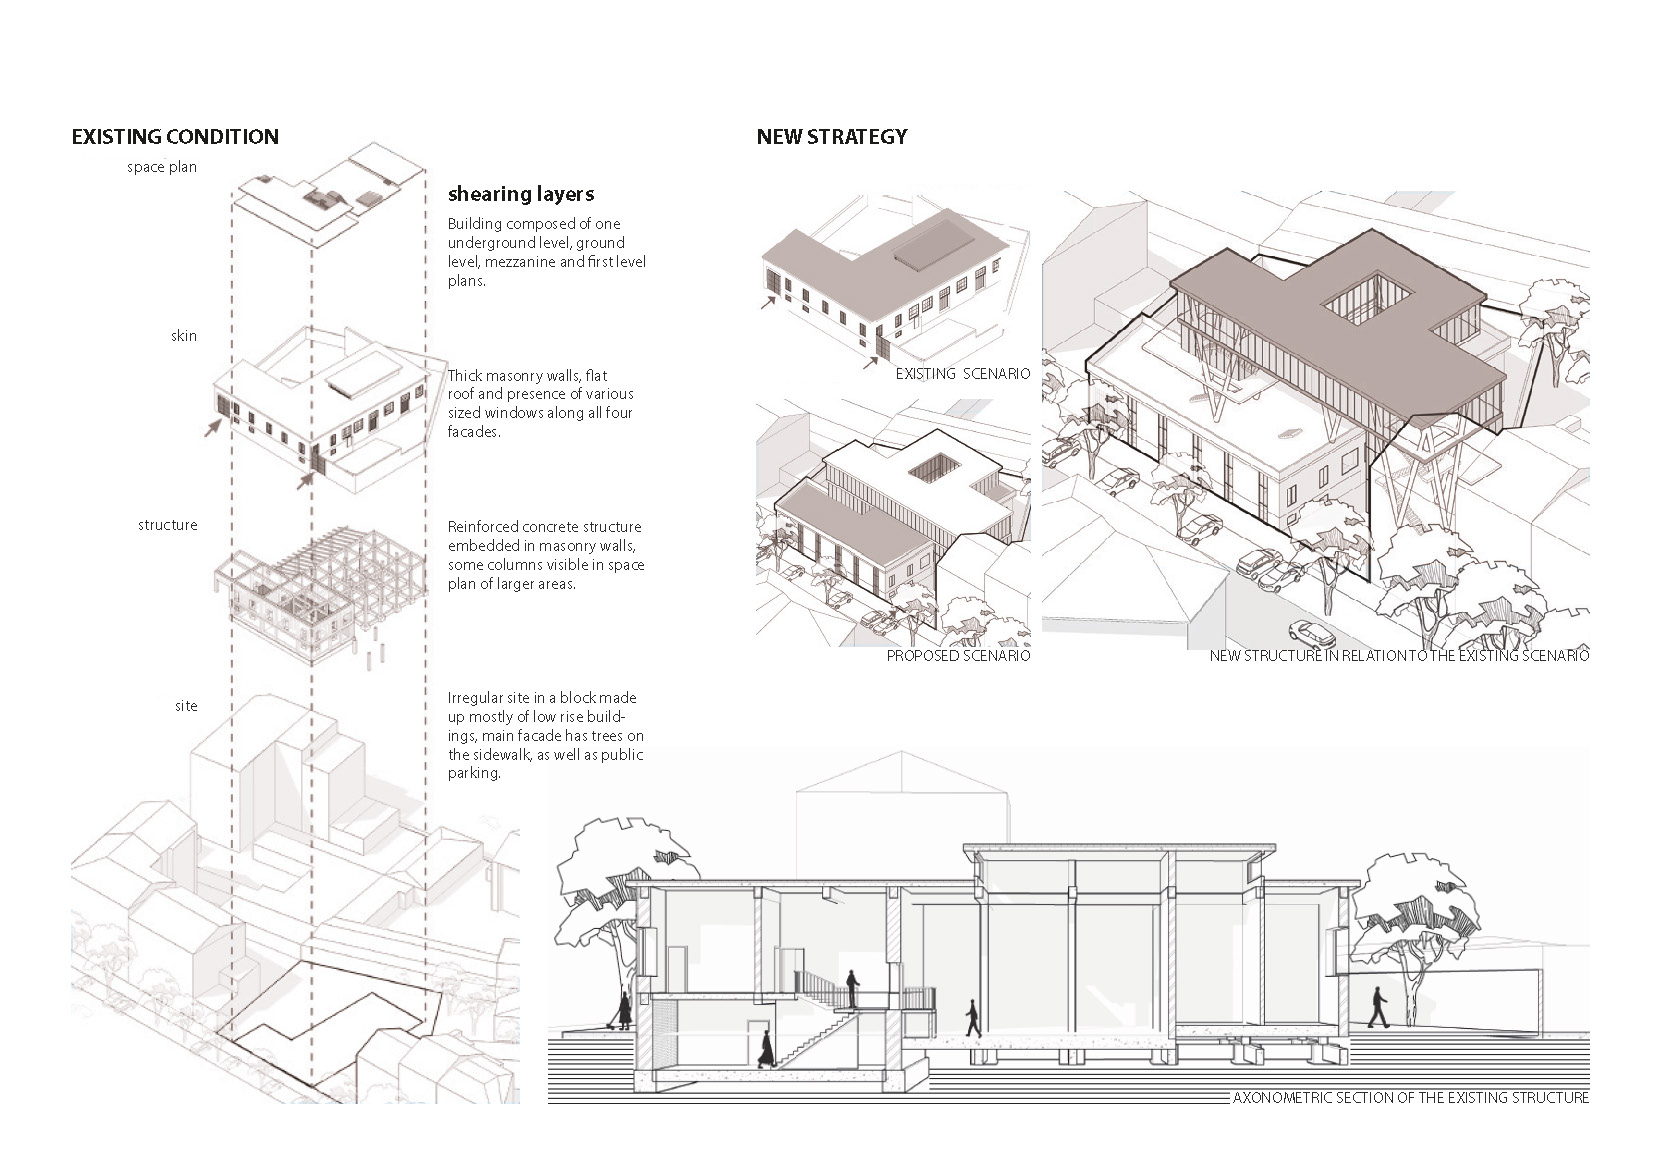 EXISTING CONDITION
space plan
shearing layers
Building composed of one
underground level, ground
level, mezzanine and first level
plans.
skin
Thick masonry walls, flat
roof and presence of various
sized windows along all four
facades.
structure
Reinforced concrete structure
embedded in masonry walls,
some columns visible in space
plan of larger areas.
site
Irregular site in a block made
up mostly of low rise build-
ings, main facade has trees on
the sidewalk, as well as public
parking.
NEW STRATEGY
EXISTING SCENARIO
PROPOSED SCENARIO
NEW STRUCTURE IN RELATION TO THE EXISTING SCENARIO
AXONOMETRIC SECTION OF THE EXISTING STRUCTURE